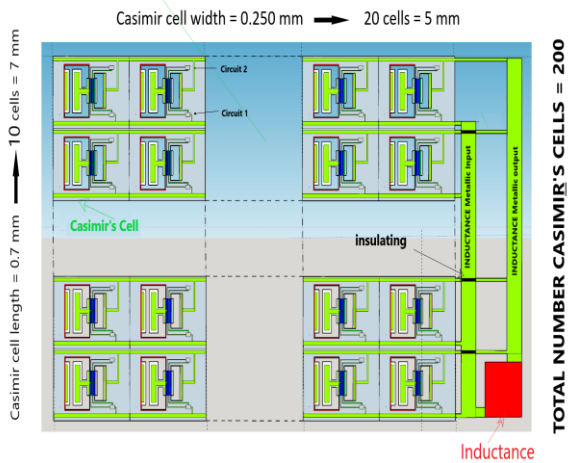 Casimir cell width = 0.250 mm 20 cells = 5 mm
Casimir cell length = 0.7 mm 10 cells = 7 mm
Circuit 2
Circuit 1
Casimir's Cell
insulating
INDUCTANCE Metallic Input
INDUCTANCE Metallic output
TOTAL NUMBER CASIMIR'S CELLS = 200
Inductance